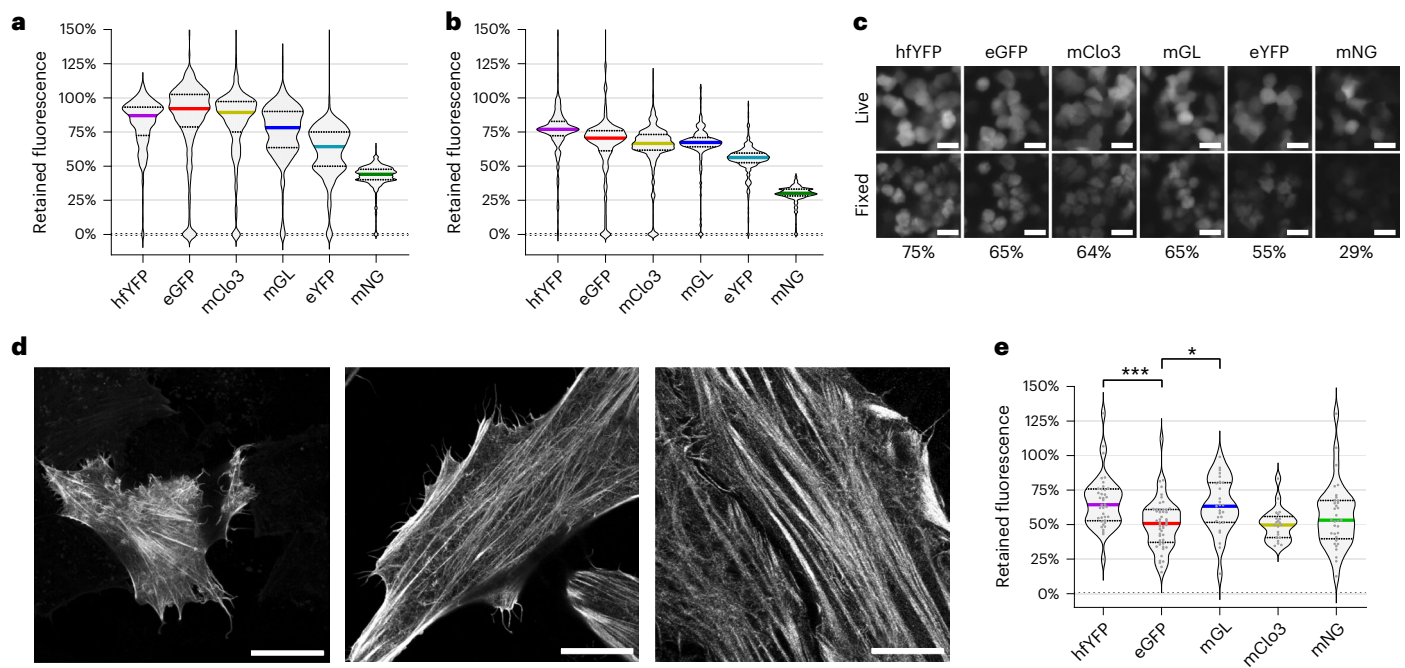 a
150%
125%
100%
75%
50%
25%
0%
Retained fluorescence
hfYFP
eGFP
mClo3
mGL
eYFP
mNG
b
150%
125%
100%
75%
50%
25%
0%
Retained fluorescence
hfYFP
eGFP
mClo3
mGL
eYFP
mNG
c
hfYFP eGFP mClo3 mGL eYFP mNG
Live
Fixed
75% 65% 64% 65% 55% 29%
d
e
*
***
150%
125%
100%
75%
50%
25%
0%
Retained fluorescence
hfYFP
eGFP
mGL
mClo3
mNG